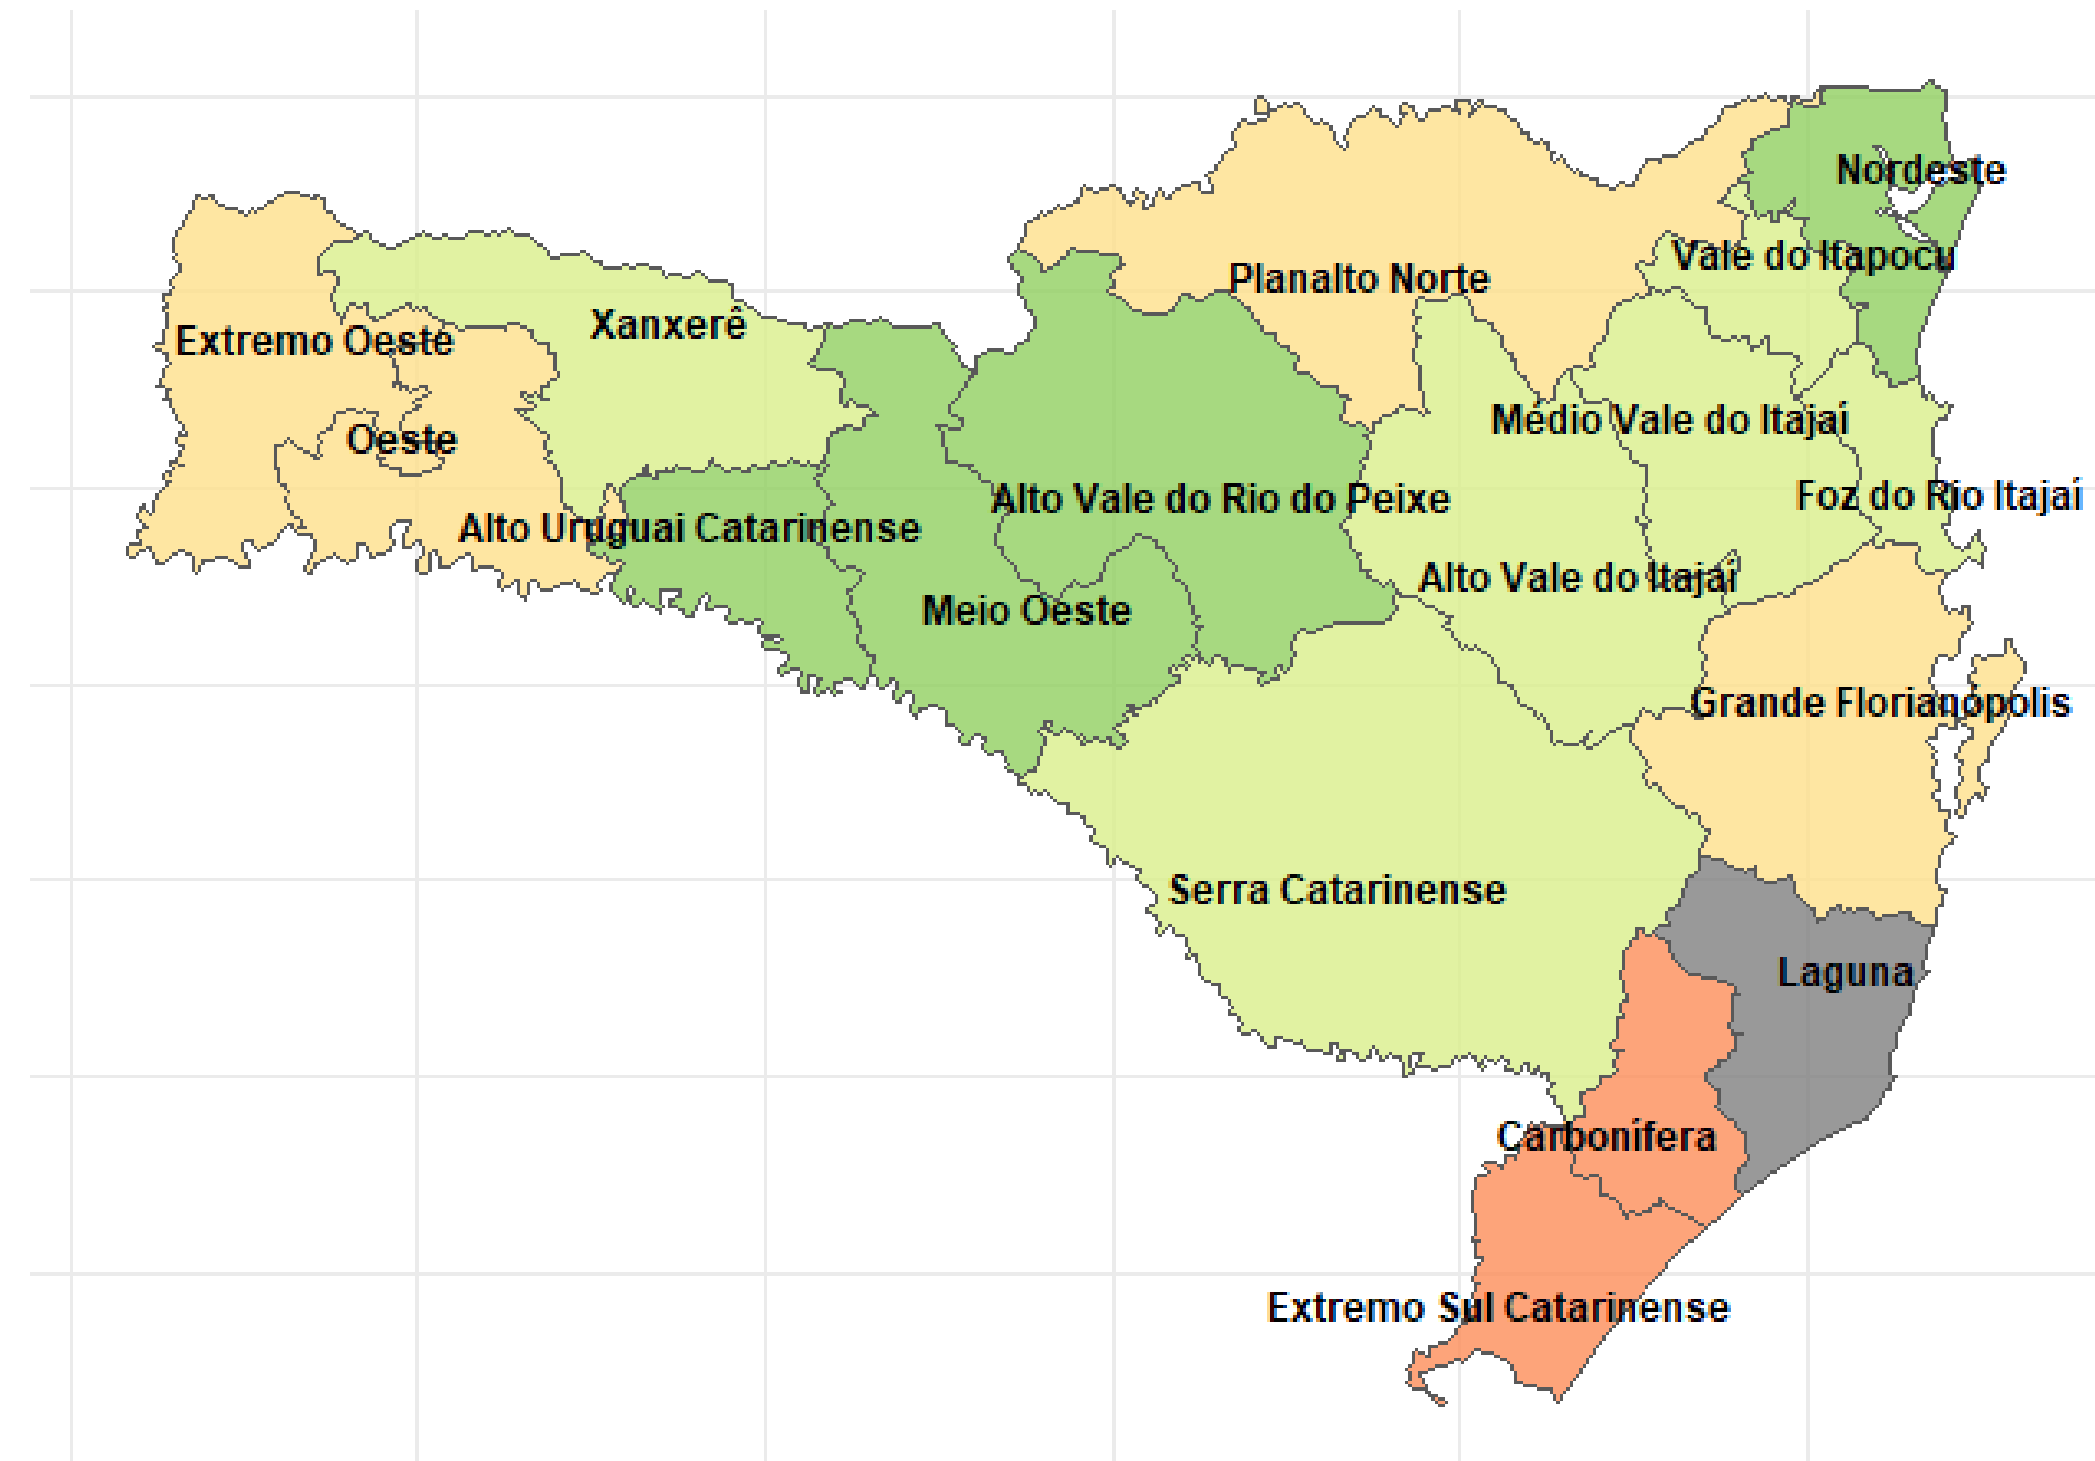 Nordeste
Vale do Itapocu
Planalto Norte
Xanxerê
Extremo Oeste
Médio Vale do Itajaí
Oeste
Foz do Rio Itajaí
Alto Vale do Rio do Peixe
Alto Uruguai Catarinense
Alto Vale do Itajaí
Meio Oeste
Grande Florianópolis
Serra Catarinense
Laguna
Carbonífera
Extremo Sul Catarinense